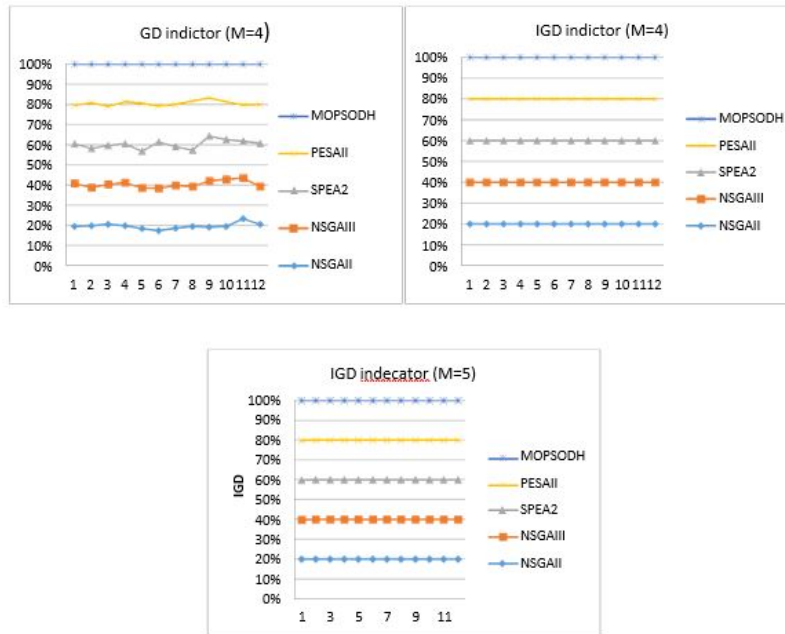 GD indictor (M=4)
100%
90%
80%
70%
60%
50%
40%
30%
20%
10%
0%
1 2 3 4 5 6 7 8 9 10 11 12
MOPSODH
PESAII
SPEA2
NSGAIII
NSGAII
IGD indictor (M=4)
100%
90%
80%
70%
60%
50%
40%
30%
20%
10%
0%
1 2 3 4 5 6 7 8 9 10 11 12
MOPSODH
PESAII
SPEA2
NSGAIII
NSGAII
IGD indecator (M=5)
IGD
100%
90%
80%
70%
60%
50%
40%
30%
20%
10%
0%
1 3 5 7 9 11
MOPSODH
PESAII
SPEA2
NSGAIII
NSGAII